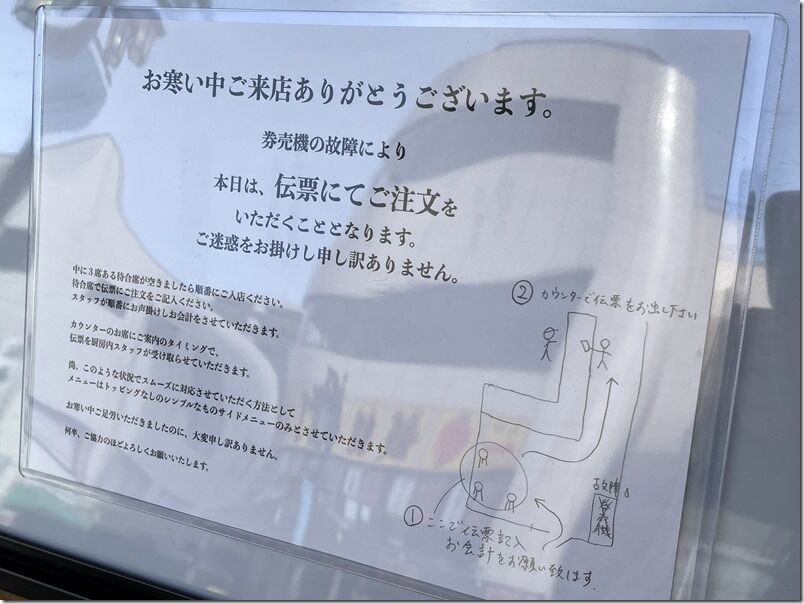 お寒い中ご来店ありがとうございます。
券売機の故障により
本日は、伝票にてご注文を
いただくこととなります。
ご迷惑をお掛けし申し訳ありません。
中に3席ある待合席が空きましたら順番にご入店ください。
待合席で伝票にご注文をご記入ください。
スタッフが順番にお声掛けしお会計をさせていただきます。
カウンターのお席にご案内のタイミングで、
伝票を厨房内スタッフが受け取らせていただきます。
尚、このような状況でスムーズに対応させていただく方法として
メニューはトッピングなしのシンプルなものサイドメニューのみとさせていただきます。
お寒い中ご足労いただきましたのに、大変申し訳ありません。
何卒、ご協力のほどよろしくお願いいたします。
② カウンターで伝票をお出し下さい
故障
券売機
① ここで伝票記入
お会計をお願い致します.